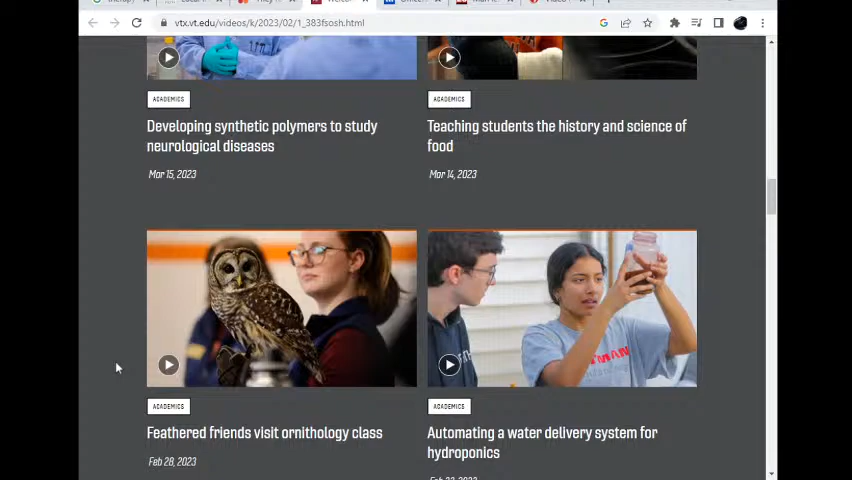 vtx.vt.edu/videos/k/2023/02/1_383fsosh.html
ACADEMICS
ACADEMICS
Developing synthetic polymers to study
neurological diseases
Teaching students the history and science of
food
Mar 15, 2023
Mar 14, 2023
ACADEMICS
ACADEMICS
Feathered friends visit ornithology class
Automating a water delivery system for
hydroponics
Feb 28, 2023